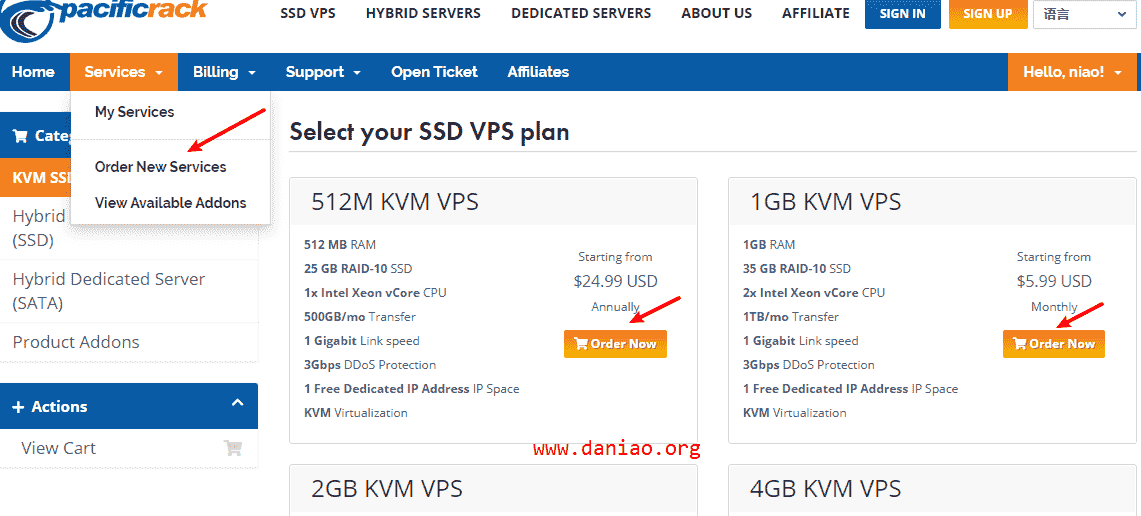 pacificrack
SSD VPS HYBRID SERVERS DEDICATED SERVERS ABOUT US AFFILIATE SIGN IN SIGN UP 语言
Home Services Billing Support Open Ticket Affiliates Hello, niao!
My Services
Order New Services
View Available Addons
KVM
Hybrid
(SSD)
Hybrid Dedicated Server
(SATA)
Product Addons
+ Actions
View Cart
Select your SSD VPS plan
512M KVM VPS
512 MB RAM
25 GB RAID-10 SSD
1x Intel Xeon vCore CPU
500GB/mo Transfer
1 Gigabit Link speed
3Gbps DDoS Protection
1 Free Dedicated IP Address IP Space
KVM Virtualization
Starting from
$24.99 USD
Annually
Order Now
1GB KVM VPS
1GB RAM
35 GB RAID-10 SSD
2x Intel Xeon vCore CPU
1TB/mo Transfer
1 Gigabit Link speed
3Gbps DDoS Protection
1 Free Dedicated IP Address IP Space
KVM Virtualization
Starting from
$5.99 USD
Monthly
Order Now
www.daniao.org
2GB KVM VPS
4GB KVM VPS